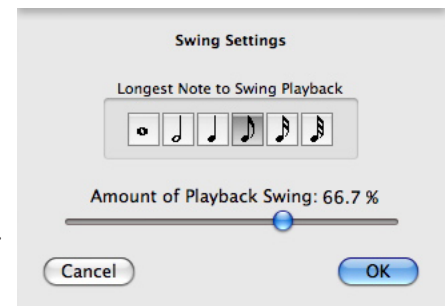 Swing Settings
Longest Note to Swing Playback
Amount of Playback Swing: 66.7 %
Cancel
OK